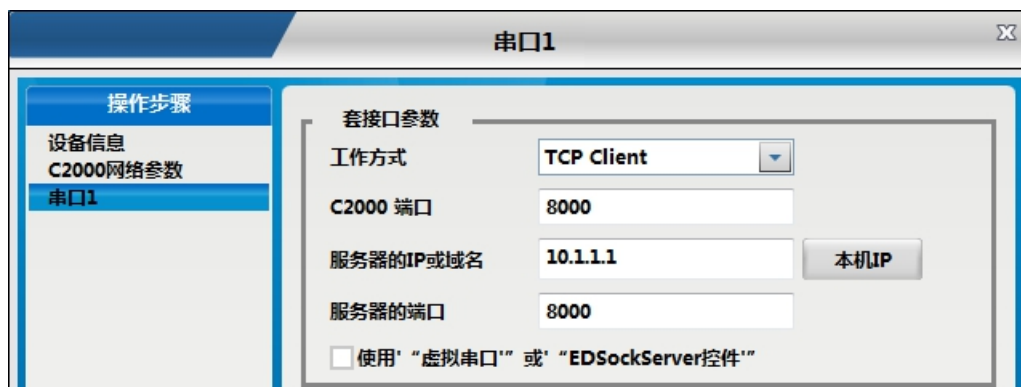 串口1
操作步骤
设备信息
C2000网络参数
串口1
套接口参数
工作方式 TCP Client
C2000 端口 8000
服务器的IP或域名 10.1.1.1 本机IP
服务器的端口 8000
使用'“虚拟串口'”或'“EDSockServer控件'”